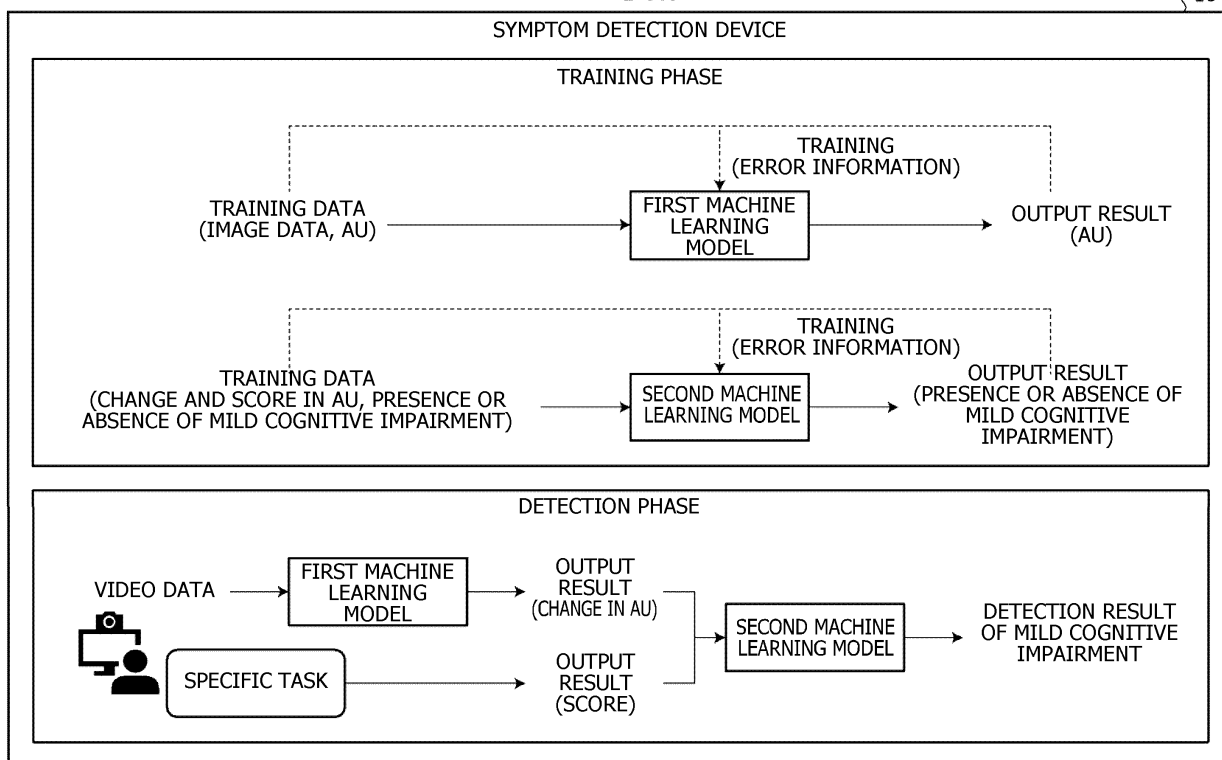 SYMPTOM DETECTION DEVICE
TRAINING PHASE
TRAINING
(ERROR INFORMATION)
TRAINING DATA
(IMAGE DATA, AU)
FIRST MACHINE
LEARNING
MODEL
OUTPUT RESULT
(AU)
TRAINING
(ERROR INFORMATION)
TRAINING DATA
(CHANGE AND SCORE IN AU, PRESENCE OR
ABSENCE OF MILD COGNITIVE IMPAIRMENT)
SECOND MACHINE
LEARNING MODEL
OUTPUT RESULT
(PRESENCE OR ABSENCE OF
MILD COGNITIVE
IMPAIRMENT)
DETECTION PHASE
VIDEO DATA
FIRST MACHINE
LEARNING
MODEL
OUTPUT
RESULT
(CHANGE IN AU)
SPECIFIC TASK
OUTPUT
RESULT
(SCORE)
SECOND MACHINE
LEARNING MODEL
DETECTION RESULT
OF MILD COGNITIVE
IMPAIRMENT